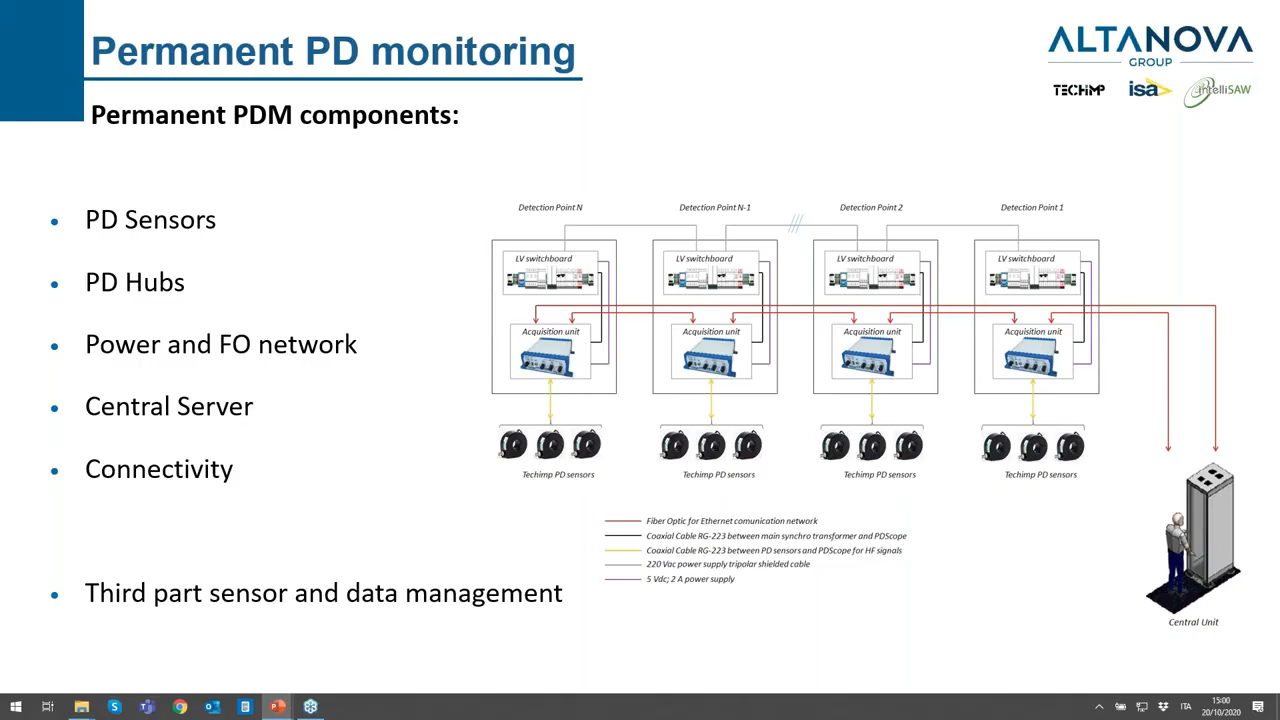 Permanent PD monitoring
ALTANOVA
GROUP
TECHIMP
isa
intelliSAW
Permanent PDM components:
• PD Sensors
• PD Hubs
• Power and FO network
• Central Server
• Connectivity
• Third part sensor and data management
Detection Point N
Detection Point N-1
Detection Point 2
Detection Point 1
LV switchboard
LV switchboard
LV switchboard
LV switchboard
Acquisition unit
Acquisition unit
Acquisition unit
Acquisition unit
Techimp PD sensors
Techimp PD sensors
Techimp PD sensors
Techimp PD sensors
Fiber Optic for Ethernet comunication network
Coaxial Cable RG-223 between main synchro transformer and PDScope
Coaxial Cable RG-223 between PD sensors and PDScope for HF signals
220 Vac power supply tripolar shielded cable
5 Vdc; 2 A power supply
Central Unit
ITA
15:00
20/10/2020